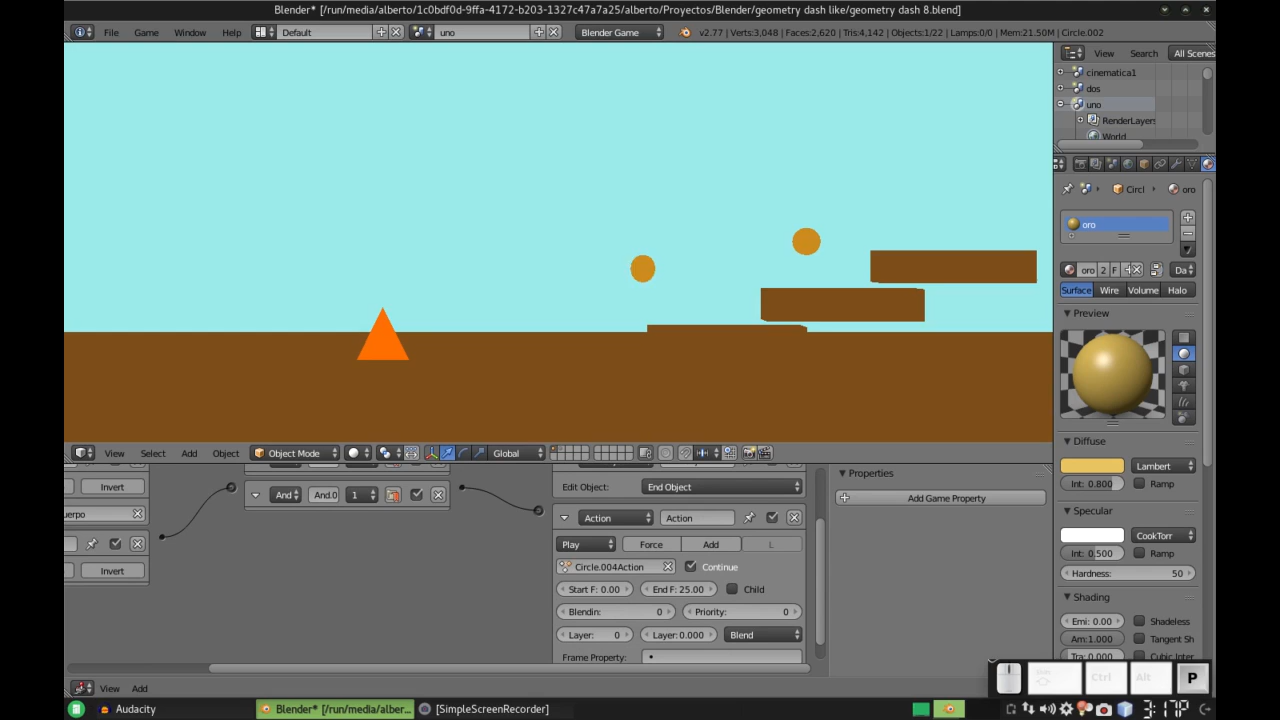 Blender* [/run/media/alberto/1c0bdf0d-9ffa-4172-b203-1327c47a7a25/alberto/Proyectos/Blender/geometry dash like/geometry dash 8.blend]
File Game Window Help Default uno Blender Game v2.77 | Verts:3,048 | Faces:2,620 | Tris:4,142 | Objects:1/22 | Lamps:0/0 | Mem:21.50M | Circle.002
View Search All Scenes
cinematica1
dos
uno
RenderLayers
World
Circl oro
oro
oro 2 F Da
Surface Wire Volume Halo
Preview
Diffuse
Lambert
Int: 0.800 Ramp
Specular
CookTorr
Int: 0.500 Ramp
Hardness: 50
Shading
Emi: 0.00 Shadeless
Am:1.000 Tangent Sh
Tra: 0.000 Cubic Inter
View Select Add Object Object Mode Global
Invert
uerpo
Invert
And And.0 1
Edit Object: End Object
Action Action
Play Force Add L
Circle.004Action Continue
Start F: 0.00 End F: 25.00 Child
Blendin: 0 Priority: 0
Layer: 0 Layer: 0.000 Blend
Frame Property:
Properties
Add Game Property
View Add
Ctrl Alt P
Audacity Blender* [/run/media/alber... [SimpleScreenRecorder] 3:17P